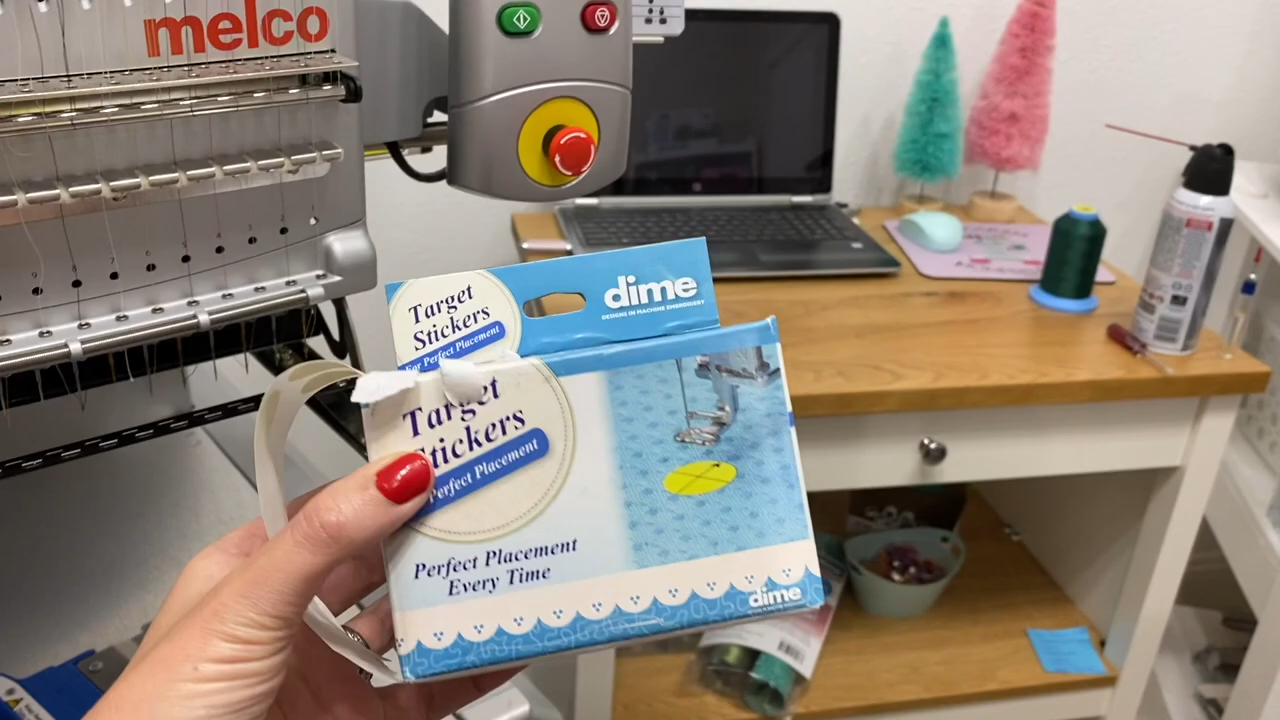 melco
Target
Stickers
For Perfect Placement
dime
DESIGNS IN MACHINE EMBROIDERY
Target
Stickers
Perfect Placement
Perfect Placement
Every Time
dime